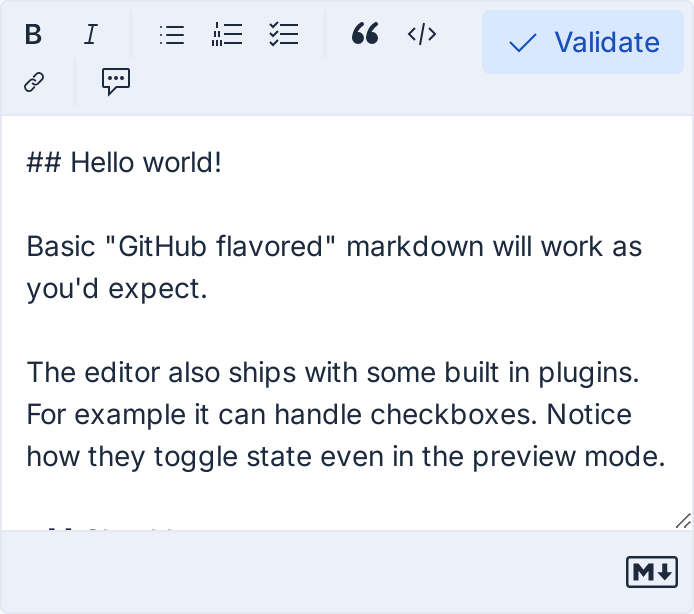 B I
Validate
## Hello world!
Basic "GitHub flavored" markdown will work as
you'd expect.
The editor also ships with some built in plugins.
For example it can handle checkboxes. Notice
how they toggle state even in the preview mode.
M